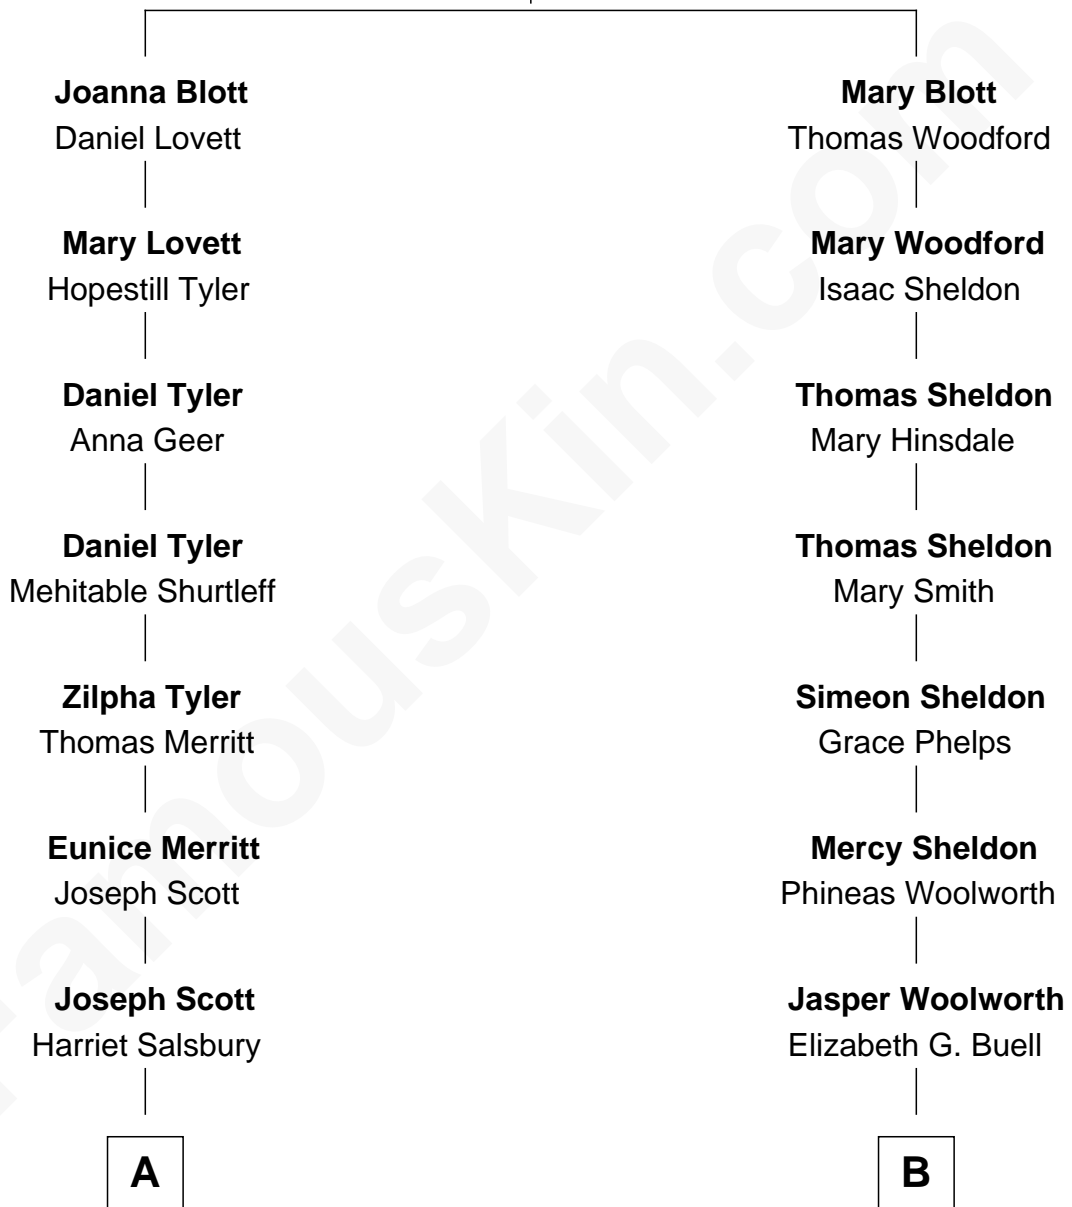 Joanna Blott
Daniel Lovett
Mary Lovett
Hopestill Tyler
Daniel Tyler
Anna Geer
Daniel Tyler
Mehitable Shurtleff
Zilpha Tyler
Thomas Merritt
Eunice Merritt
Joseph Scott
Joseph Scott
Harriet Salsbury
A
Mary Blott
Thomas Woodford
Mary Woodford
Isaac Sheldon
Thomas Sheldon
Mary Hinsdale
Thomas Sheldon
Mary Smith
Simeon Sheldon
Grace Phelps
Mercy Sheldon
Phineas Woolworth
Jasper Woolworth
Elizabeth G. Buell
B
FamousKin.com